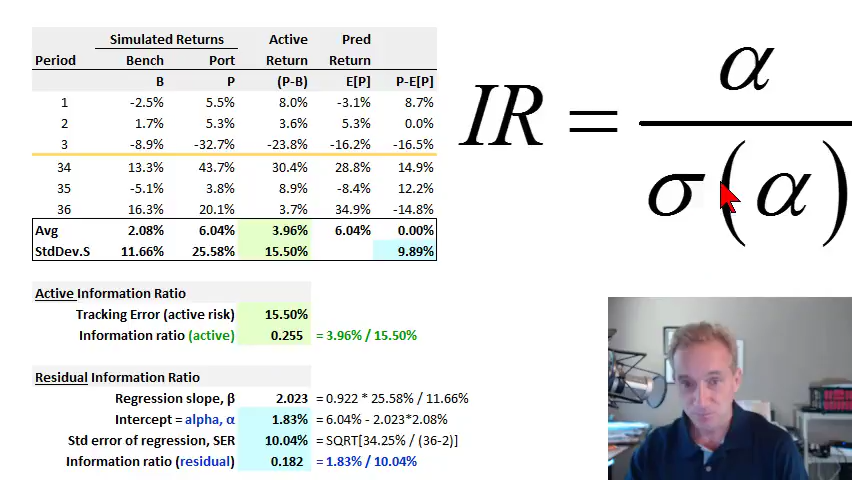 Simulated Returns Active Pred
Period Bench Port Return Return
B P (P-B) E[P] P-E[P]
1 -2.5% 5.5% 8.0% -3.1% 8.7%
2 1.7% 5.3% 3.6% 5.3% 0.0%
3 -8.9% -32.7% -23.8% -16.2% -16.5%
34 13.3% 43.7% 30.4% 28.8% 14.9%
35 -5.1% 3.8% 8.9% -8.4% 12.2%
36 16.3% 20.1% 3.7% 34.9% -14.8%
Avg 2.08% 6.04% 3.96% 6.04% 0.00%
StdDev.S 11.66% 25.58% 15.50% 9.89%
Active Information Ratio
Tracking Error (active risk) 15.50%
Information ratio (active) 0.255 = 3.96% / 15.50%
Residual Information Ratio
Regression slope, β 2.023 = 0.922 * 25.58% / 11.66%
Intercept = alpha, α 1.83% = 6.04% - 2.023*2.08%
Std error of regression, SER 10.04% = SQRT[34.25% / (36-2)]
Information ratio (residual) 0.182 = 1.83% / 10.04%
IR = α / σ(α)